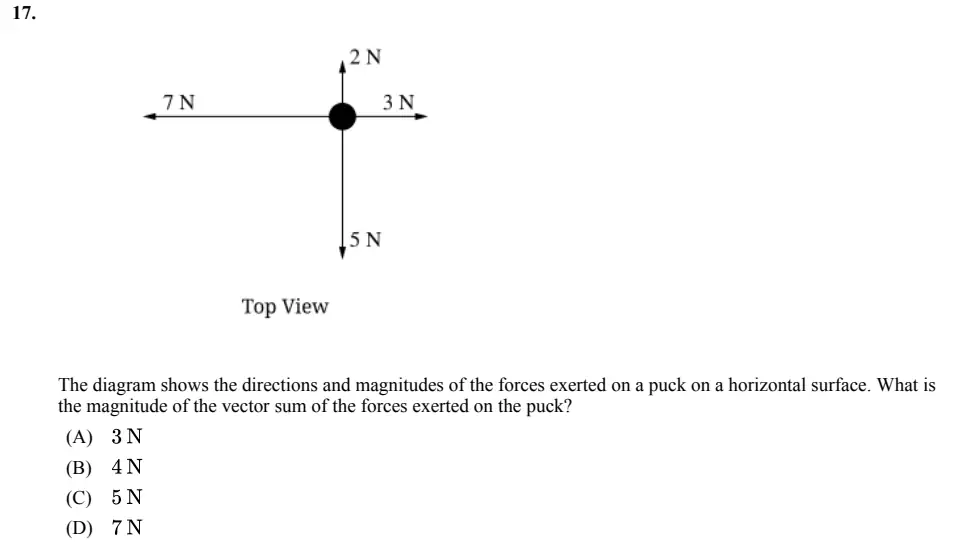 17.
2 N
7 N
3 N
5 N
Top View
The diagram shows the directions and magnitudes of the forces exerted on a puck on a horizontal surface. What is
the magnitude of the vector sum of the forces exerted on the puck?
(A) 3 N
(B) 4 N
(C) 5 N
(D) 7 N